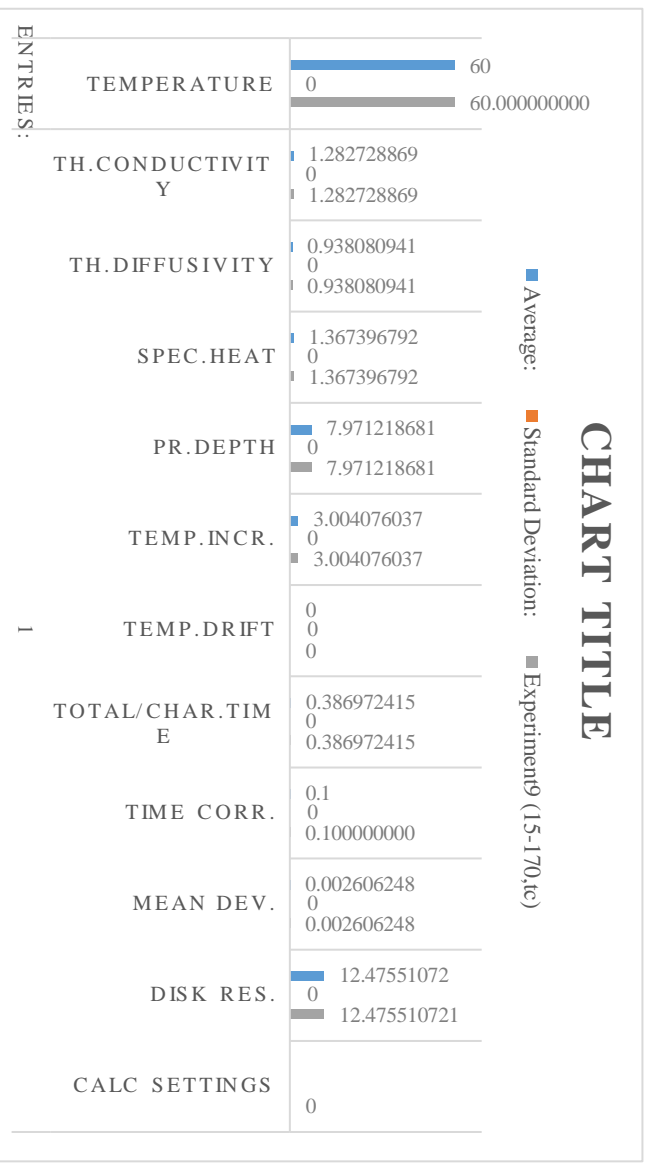 CHART TITLE
Average:
Standard Deviation:
Experiment9 (15-170,tc)
60
0
60.000000000
1.282728869
0
1.282728869
0.938080941
0
0.938080941
1.367396792
0
1.367396792
7.971218681
0
7.971218681
3.004076037
0
3.004076037
0
0
0
0.386972415
0
0.386972415
0.1
0
0.100000000
0.002606248
0
0.002606248
12.47551072
0
12.475510721
0
TEMPERATURE
TH.CONDUCTIVIT
Y
TH.DIFFUSIVITY
SPEC.HEAT
PR.DEPTH
TEMP.INCR.
TEMP.DRIFT
TOTAL/CHAR.TIM
E
TIME CORR.
MEAN DEV.
DISK RES.
CALC SETTINGS
ENTRIES:
1